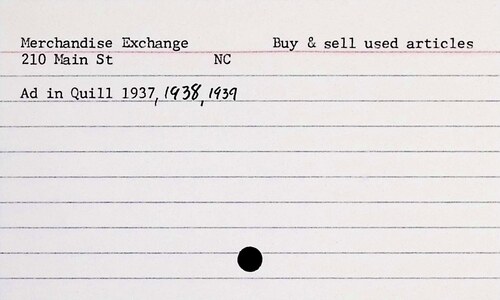 Merchandise Exchange Buy & sell used articles
210 Main St NC
Ad in Quill 1937, 1938, 1939